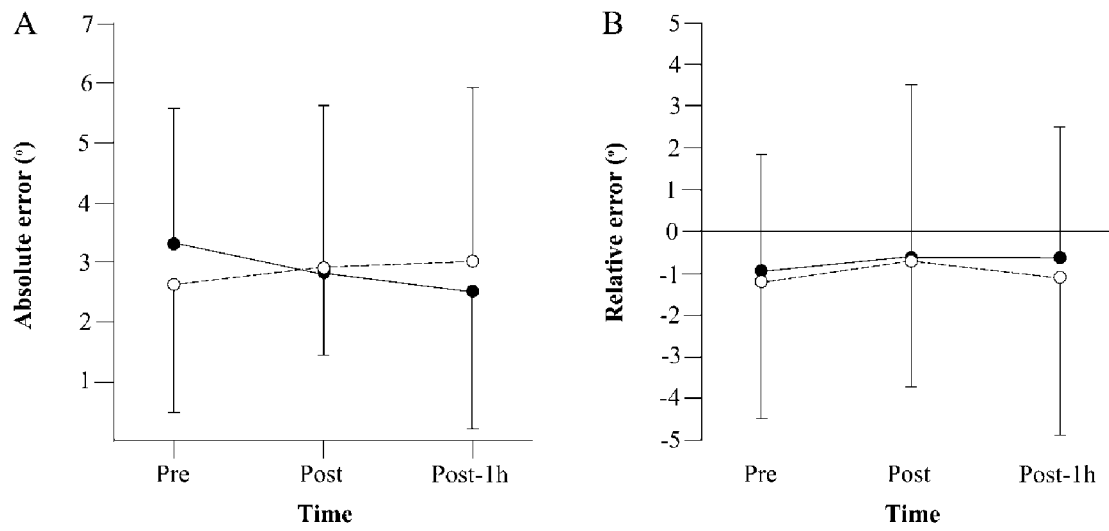 A
Absolute error (º)
7
6
5
4
3
2
1
Pre
Post
Post-1h
Time
B
Relative error (º)
5
4
3
2
1
0
-1
-2
-3
-4
-5
Pre
Post
Post-1h
Time